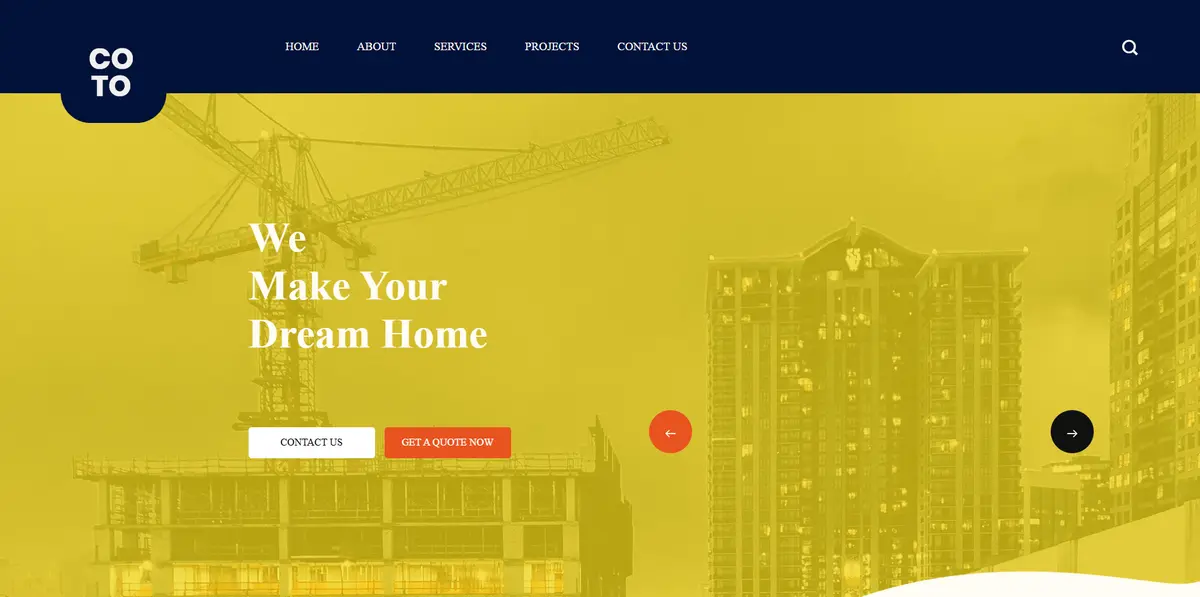 CO
TO
HOME ABOUT SERVICES PROJECTS CONTACT US
We
Make Your
Dream Home
CONTACT US
GET A QUOTE NOW